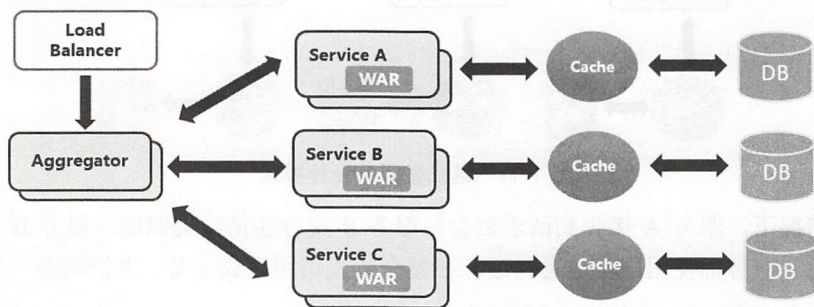 Load
Balancer
Aggregator
Service A
WAR
Cache
DB
Service B
WAR
Cache
DB
Service C
WAR
Cache
DB